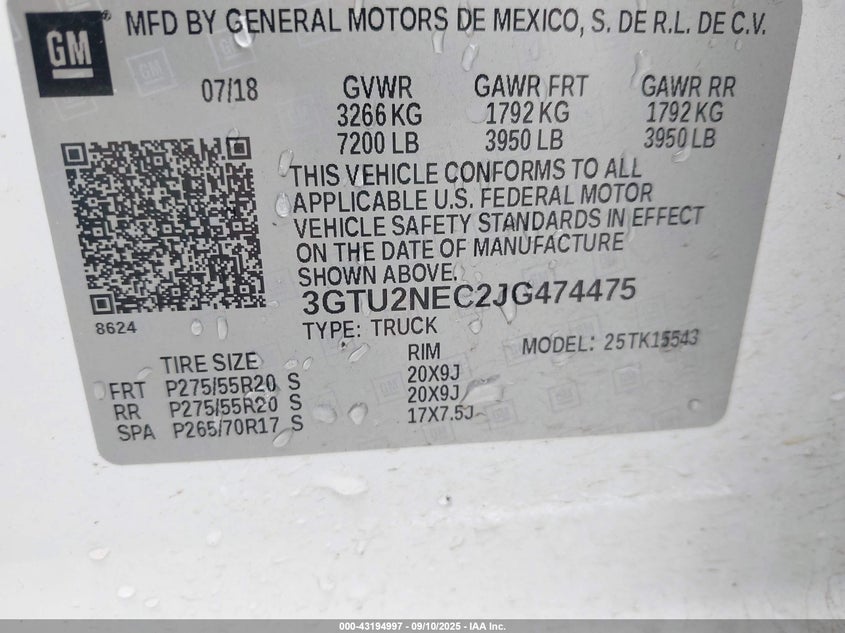 GM
MFD BY GENERAL MOTORS DE MEXICO, S. DE R.L. DE C.V.
07/18 GVWR GAWR FRT GAWR RR
3266 KG 1792 KG 1792 KG
7200 LB 3950 LB 3950 LB
THIS VEHICLE CONFORMS TO ALL
APPLICABLE U.S. FEDERAL MOTOR
VEHICLE SAFETY STANDARDS IN EFFECT
ON THE DATE OF MANUFACTURE
SHOWN ABOVE.
3GTU2NEC2JG474475
8624
TYPE: TRUCK
MODEL: 25TK15543
TIRE SIZE RIM
FRT P275/55R20 S 20X9J
RR P275/55R20 S 20X9J
SPA P265/70R17 S 17X7.5J
000-43194997 - 09/10/2025 - IAA Inc.